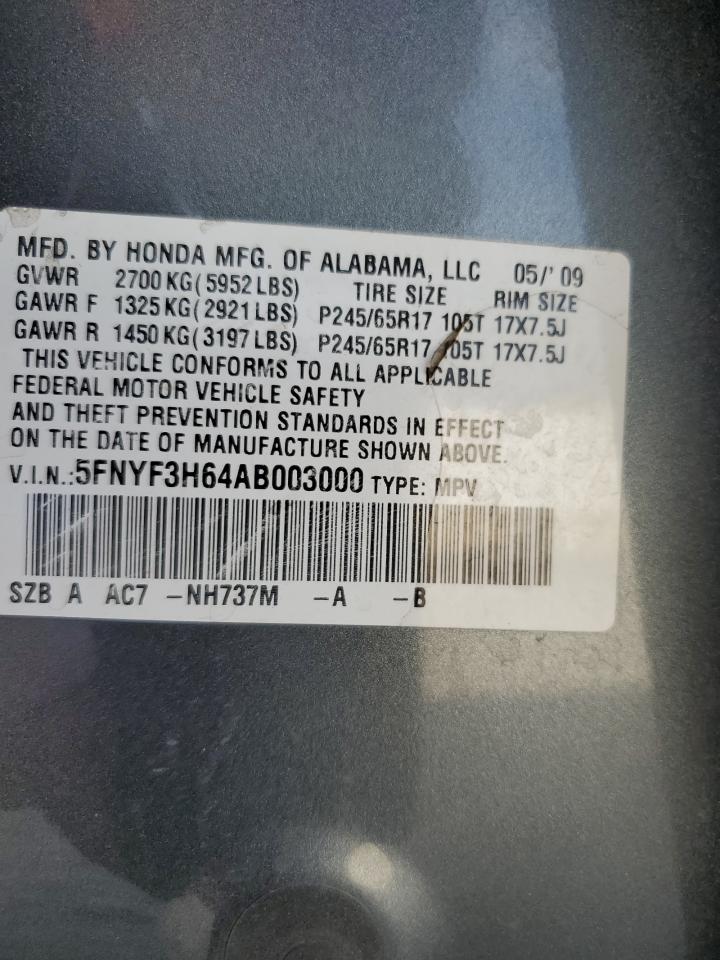 MFD. BY HONDA MFG. OF ALABAMA, LLC 05/'09
GVWR 2700 KG(5952 LBS) TIRE SIZE RIM SIZE
GAWR F 1325 KG(2921 LBS) P245/65R17 105T 17X7.5J
GAWR R 1450 KG(3197 LBS) P245/65R17 105T 17X7.5J
THIS VEHICLE CONFORMS TO ALL APPLICABLE
FEDERAL MOTOR VEHICLE SAFETY
AND THEFT PREVENTION STANDARDS IN EFFECT
ON THE DATE OF MANUFACTURE SHOWN ABOVE.
V.I.N.:5FNYF3H64AB003000 TYPE: MPV
SZB A AC7 -NH737M -A -B